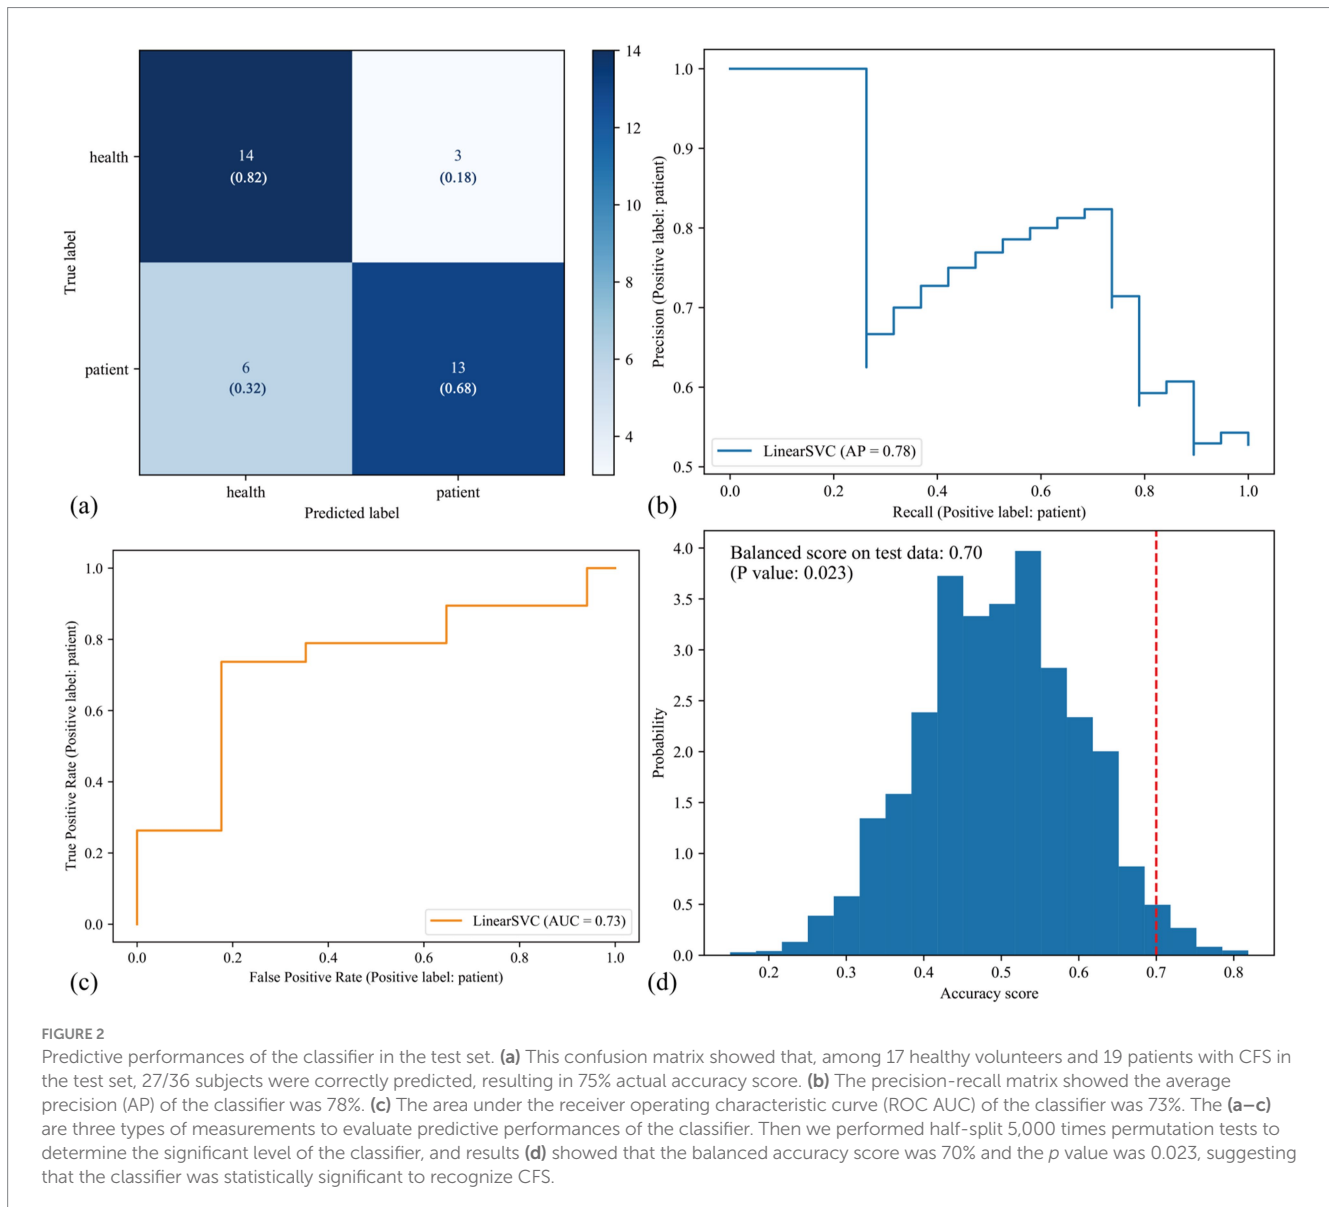 True label
health
patient
14
(0.82)
3
(0.18)
6
(0.32)
13
(0.68)
health
patient
Predicted label
14
12
10
8
6
4
(a)
Precision (Positive label: patient)
1.0
0.9
0.8
0.7
0.6
0.5
LinearSVC (AP = 0.78)
0.0
0.2
0.4
0.6
0.8
1.0
Recall (Positive label: patient)
(b)
True Positive Rate (Positive label: patient)
1.0
0.8
0.6
0.4
0.2
0.0
LinearSVC (AUC = 0.73)
0.0
0.2
0.4
0.6
0.8
1.0
False Positive Rate (Positive label: patient)
(c)
Probability
4.0
3.5
3.0
2.5
2.0
1.5
1.0
0.5
0.0
Balanced score on test data: 0.70
(P value: 0.023)
0.2
0.3
0.4
0.5
0.6
0.7
0.8
Accuracy score
(d)
FIGURE 2
Predictive performances of the classifier in the test set. (a) This confusion matrix showed that, among 17 healthy volunteers and 19 patients with CFS in
the test set, 27/36 subjects were correctly predicted, resulting in 75% actual accuracy score. (b) The precision-recall matrix showed the average
precision (AP) of the classifier was 78%. (c) The area under the receiver operating characteristic curve (ROC AUC) of the classifier was 73%. The (a–c)
are three types of measurements to evaluate predictive performances of the classifier. Then we performed half-split 5,000 times permutation tests to
determine the significant level of the classifier, and results (d) showed that the balanced accuracy score was 70% and the p value was 0.023, suggesting
that the classifier was statistically significant to recognize CFS.